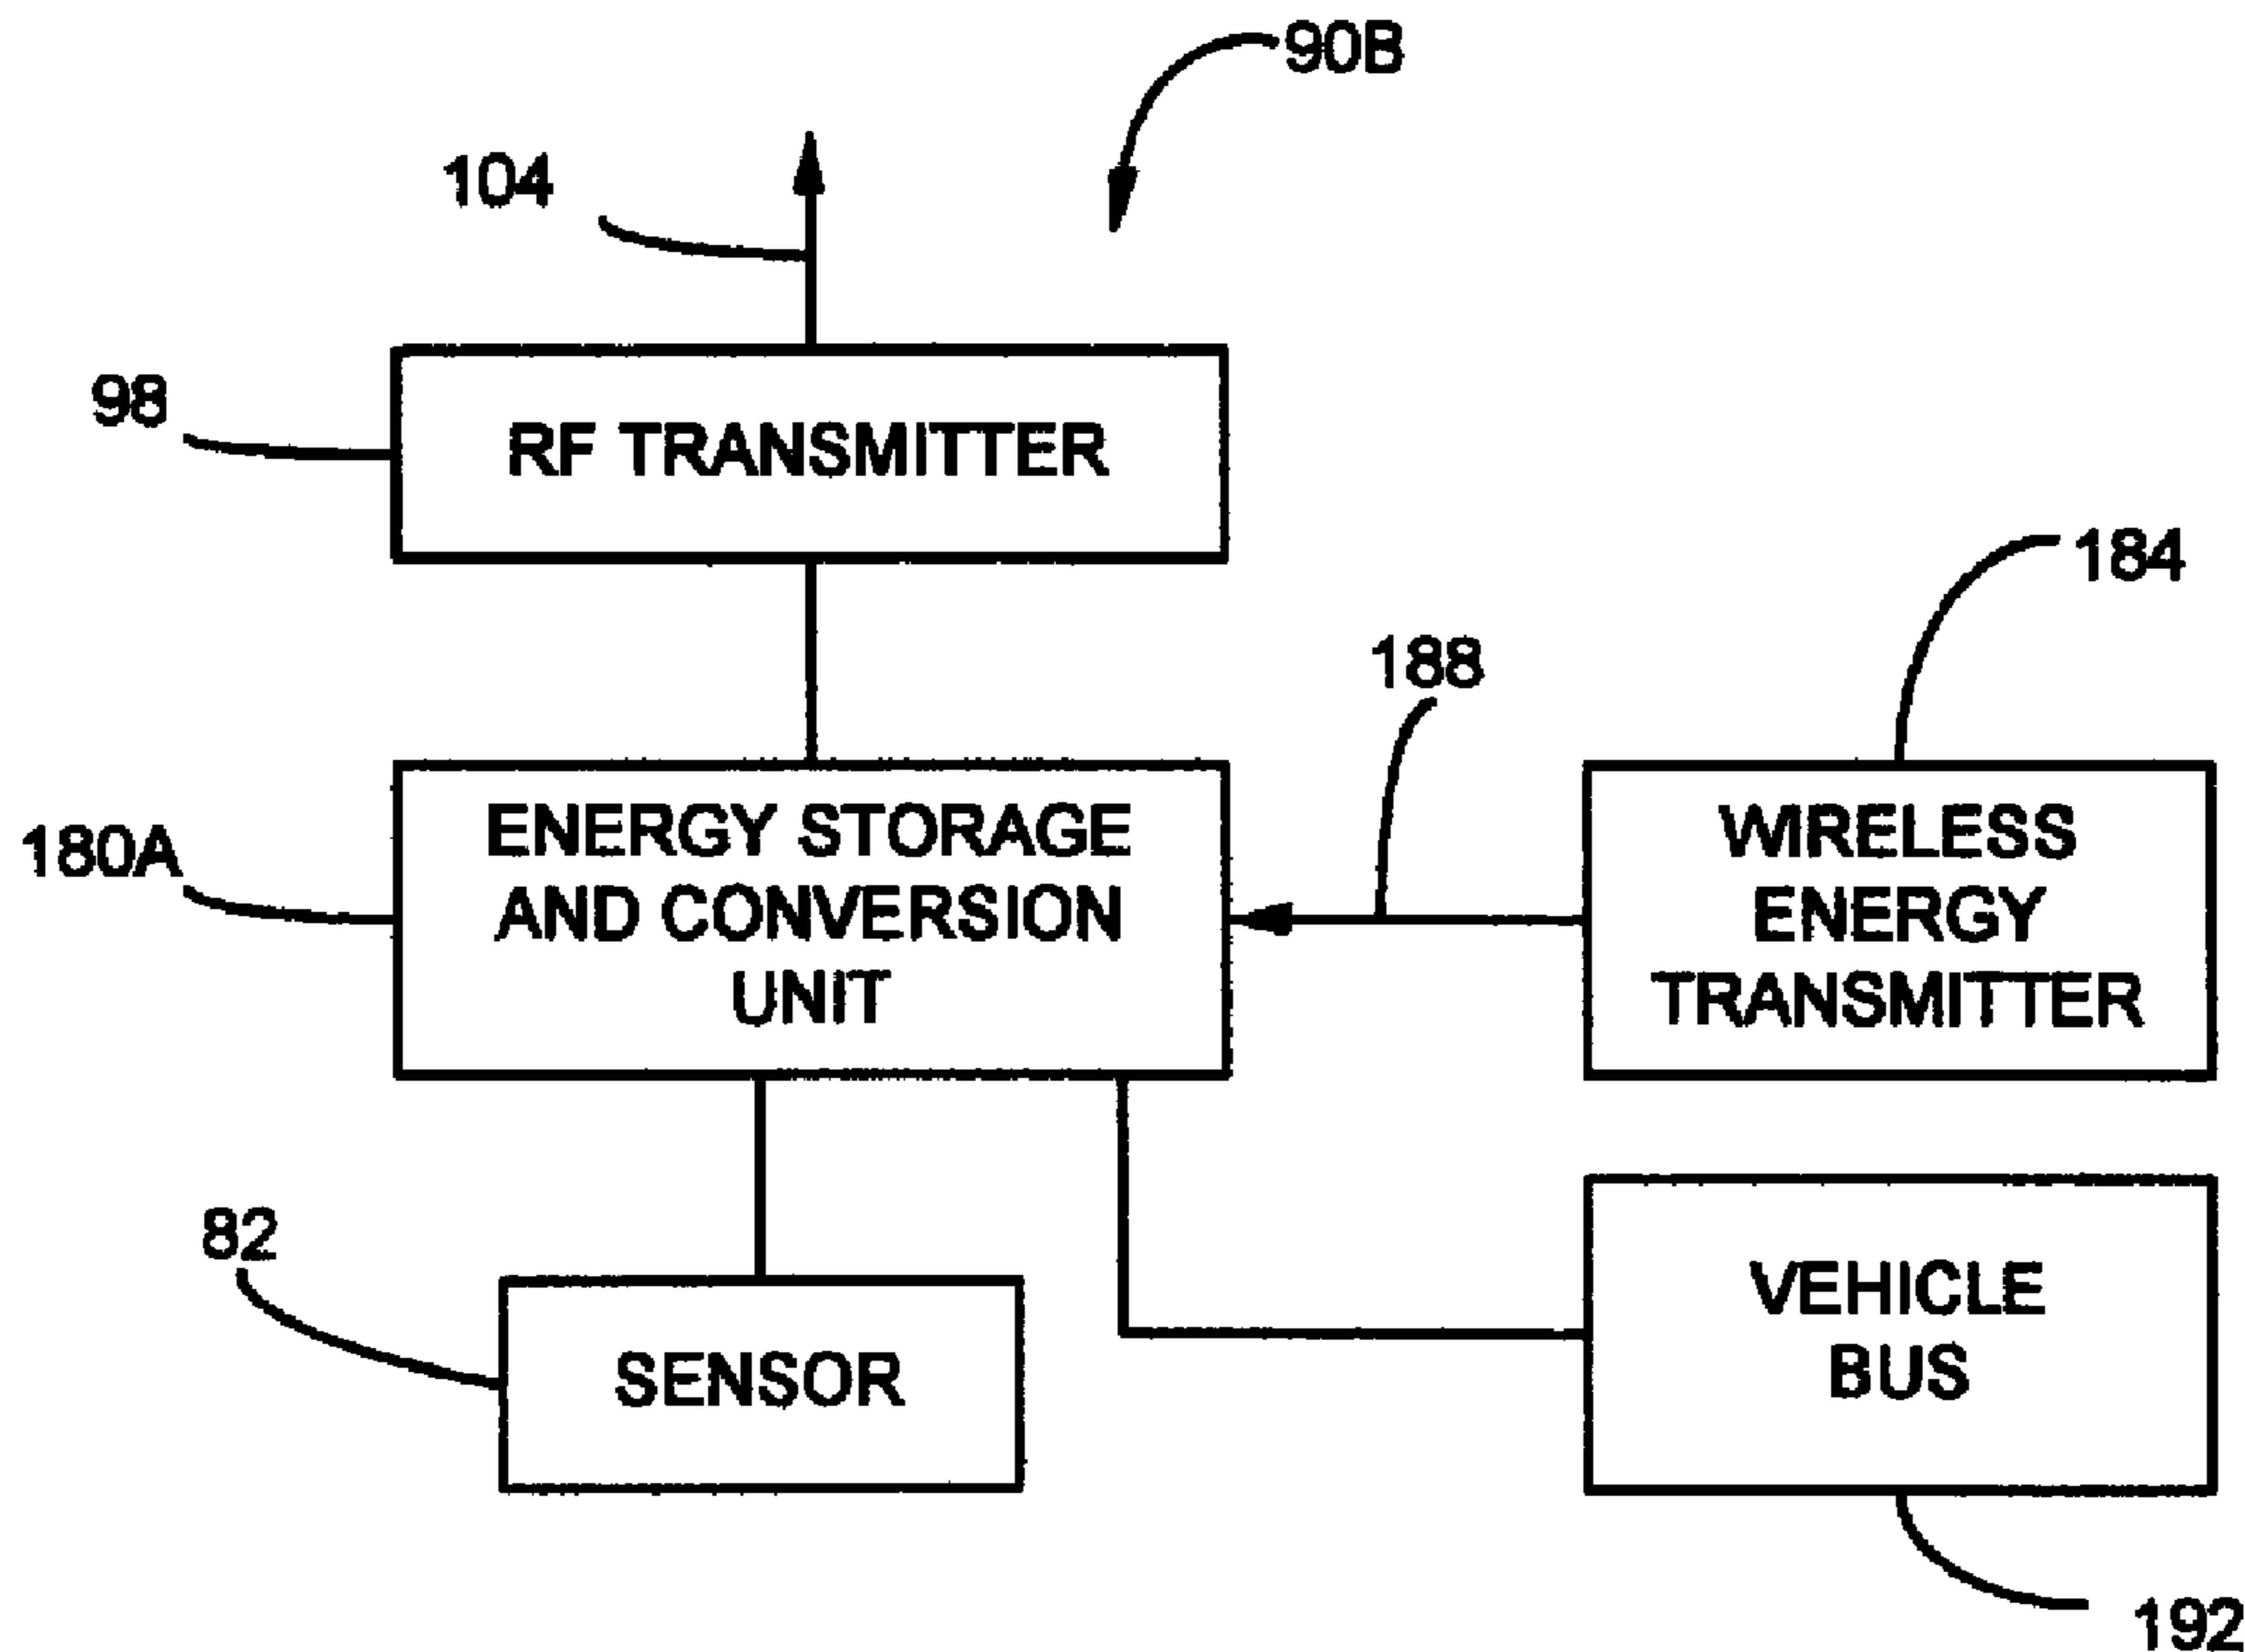 90B
104
98
RF TRANSMITTER
184
188
180A
ENERGY STORAGE
AND CONVERSION
UNIT
WIRELESS
ENERGY
TRANSMITTER
82
SENSOR
VEHICLE
BUS
192